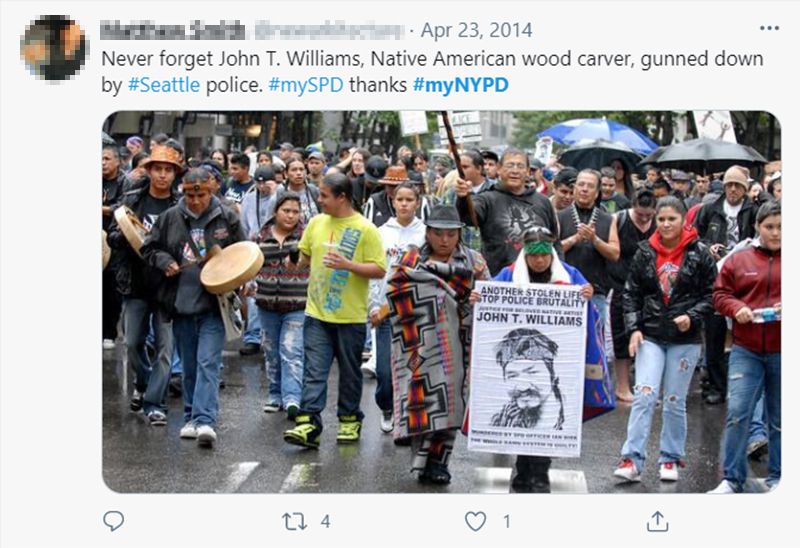 · Apr 23, 2014
Never forget John T. Williams, Native American wood carver, gunned down
by #Seattle police. #mySPD thanks #myNYPD
ANOTHER STOLEN LIFE
STOP POLICE BRUTALITY
JUSTICE FOR BELOVED NATIVE ARTIST
JOHN T. WILLIAMS
MURDERED BY SPD OFFICER IAN BIRK
THE WHOLE DAMN SYSTEM IS GUILTY!
4
1